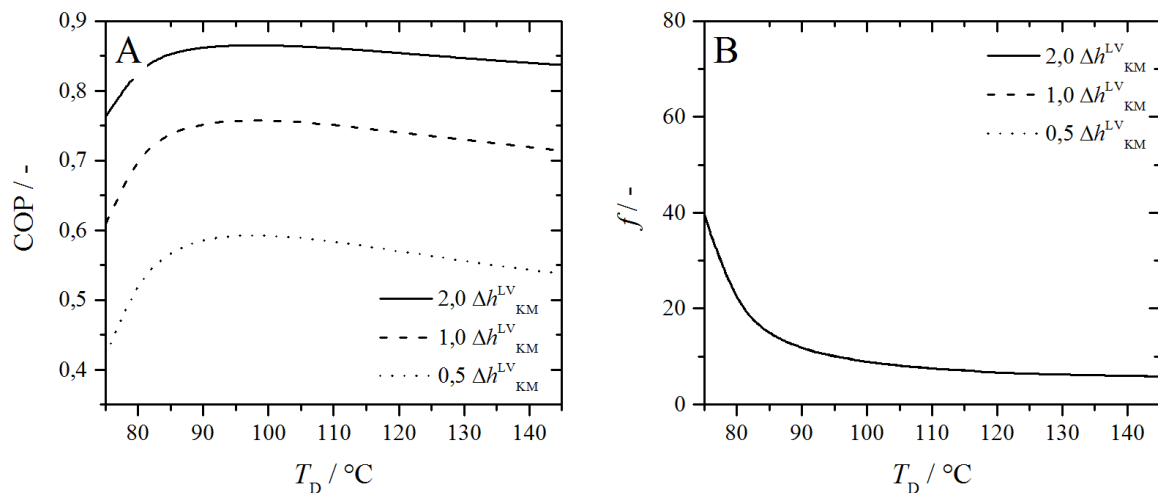 A
0,9
0,8
0,7
0,6
0,5
0,4
COP / -
2,0 Δh^LV_KM
1,0 Δh^LV_KM
0,5 Δh^LV_KM
80 90 100 110 120 130 140
T_D / °C
B
80
60
40
20
0
f / -
2,0 Δh^LV_KM
1,0 Δh^LV_KM
0,5 Δh^LV_KM
80 90 100 110 120 130 140
T_D / °C